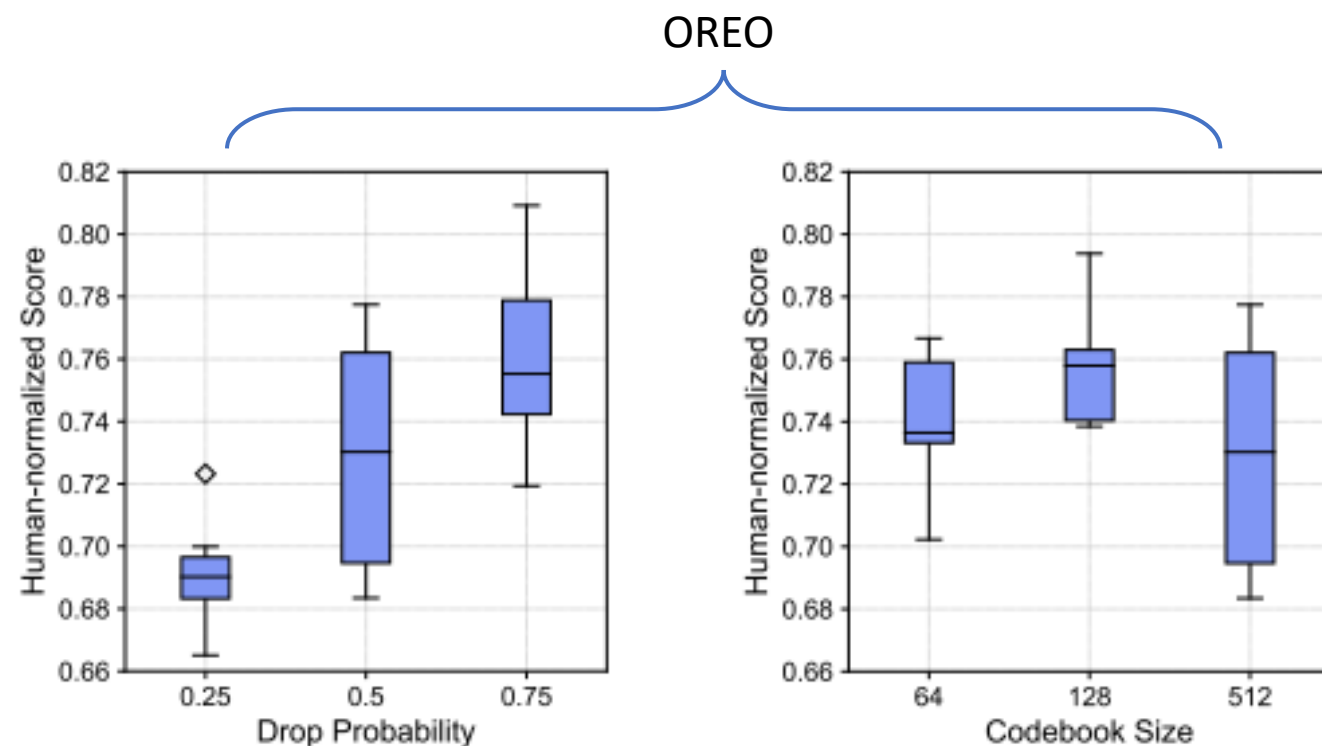 OREO
Human-normalized Score
0.82
0.80
0.78
0.76
0.74
0.72
0.70
0.68
0.66
0.25 0.5 0.75
Drop Probability
Human-normalized Score
0.82
0.80
0.78
0.76
0.74
0.72
0.70
0.68
0.66
64 128 512
Codebook Size